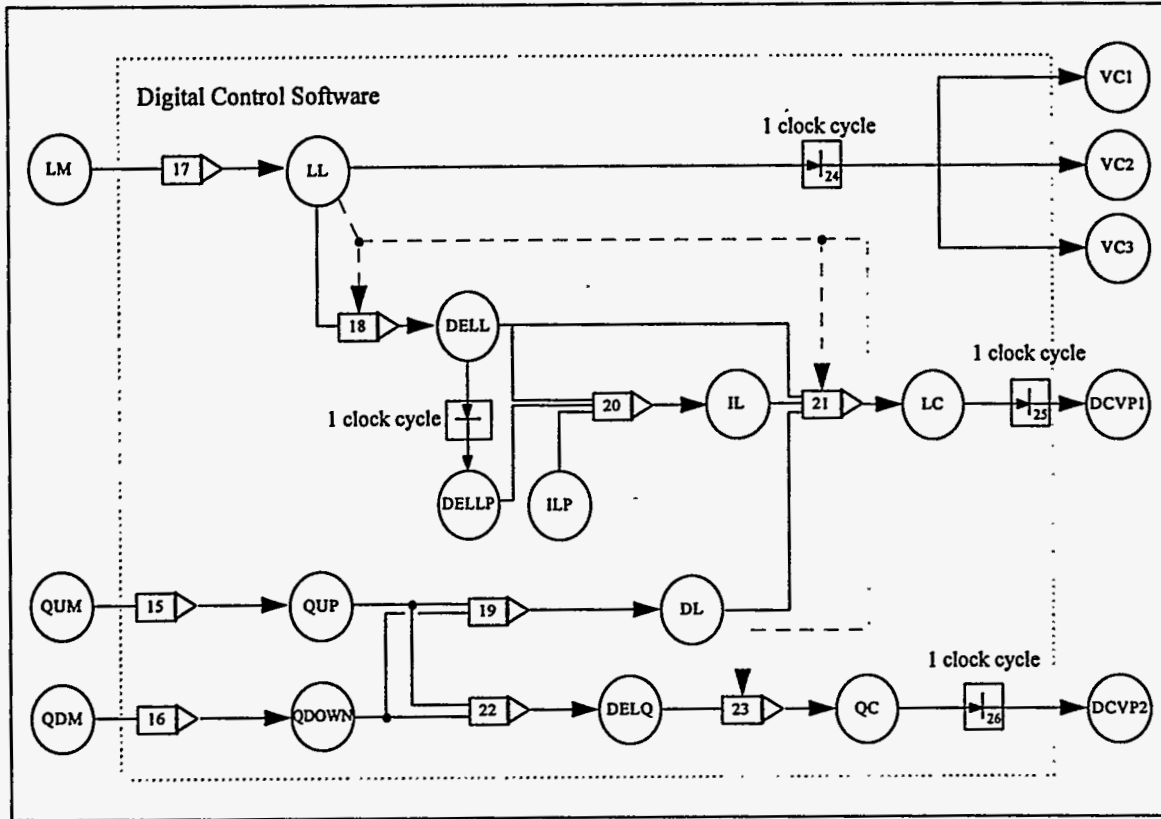 Digital Control Software
VC1
1 clock cycle
LM
17
LL
24
VC2
VC3
18
DELL
1 clock cycle
1 clock cycle
20
IL
21
LC
25
DCVP1
DELLP
ILP
QUM
15
QUP
19
DL
1 clock cycle
QDM
16
QDOWN
22
DELQ
23
QC
26
DCVP2